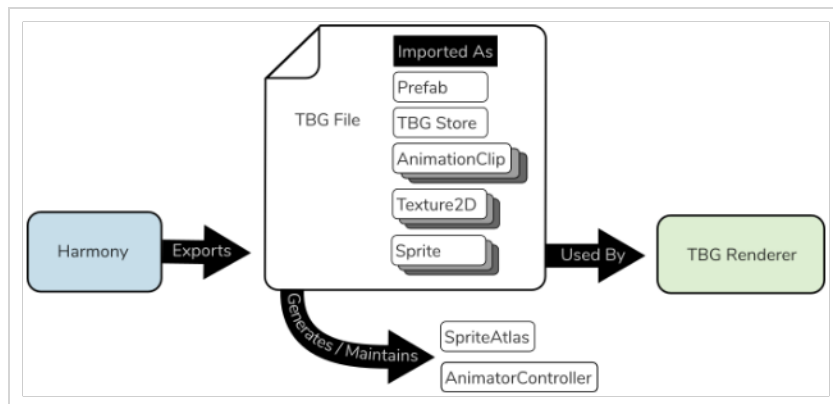 Imported As
Prefab
TBG File
TBG Store
AnimationClip
Texture2D
Sprite
Harmony
Exports
Used By
TBG Renderer
Generates / Maintains
SpriteAtlas
AnimatorController